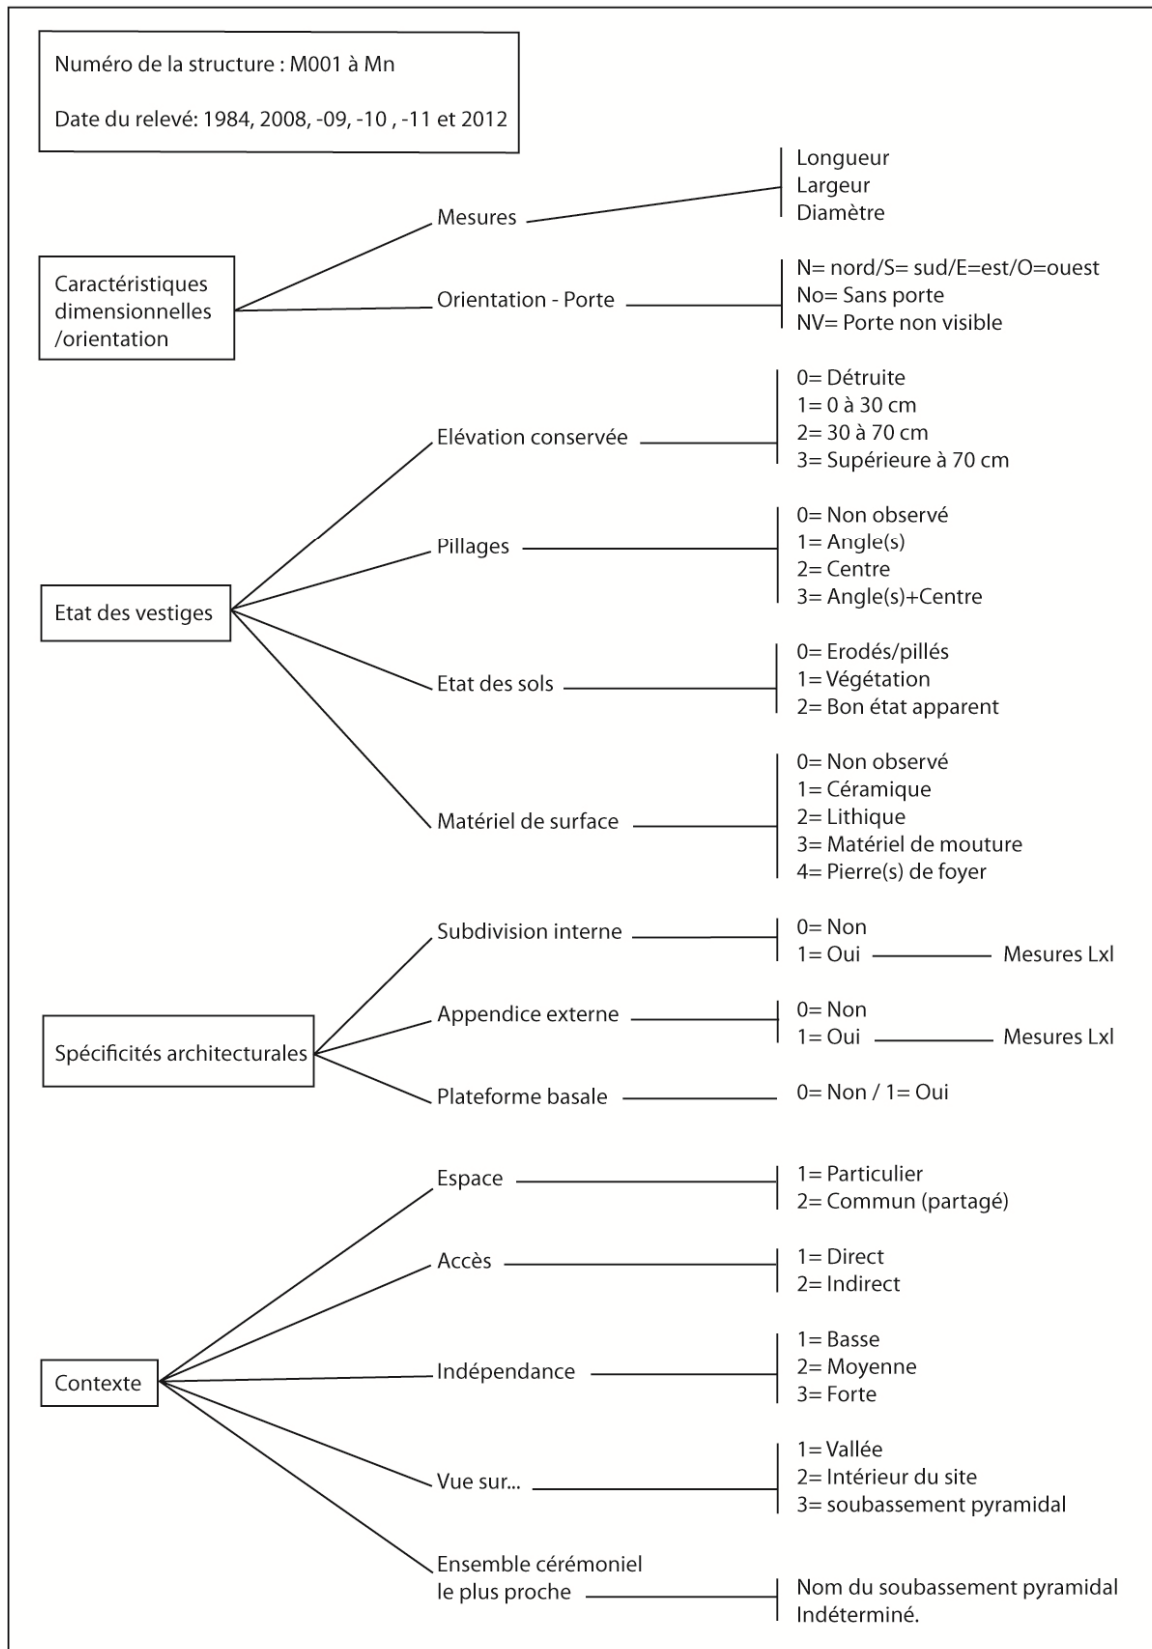 Numéro de la structure : M001 à Mn
Date du relevé: 1984, 2008, -09, -10 , -11 et 2012
Caractéristiques
dimensionnelles
/orientation
Mesures
Longueur
Largeur
Diamètre
Orientation - Porte
N= nord/S= sud/E=est/O=ouest
No= Sans porte
NV= Porte non visible
Etat des vestiges
Elévation conservée
0= Détruite
1= 0 à 30 cm
2= 30 à 70 cm
3= Supérieure à 70 cm
Pillages
0= Non observé
1= Angle(s)
2= Centre
3= Angle(s)+Centre
Etat des sols
0= Erodés/pillés
1= Végétation
2= Bon état apparent
Matériel de surface
0= Non observé
1= Céramique
2= Lithique
3= Matériel de mouture
4= Pierre(s) de foyer
Spécificités architecturales
Subdivision interne
0= Non
1= Oui Mesures Lxl
Appendice externe
0= Non
1= Oui Mesures Lxl
Plateforme basale
0= Non / 1= Oui
Contexte
Espace
1= Particulier
2= Commun (partagé)
Accès
1= Direct
2= Indirect
Indépendance
1= Basse
2= Moyenne
3= Forte
Vue sur...
1= Vallée
2= Intérieur du site
3= soubassement pyramidal
Ensemble cérémoniel
le plus proche
Nom du soubassement pyramidal
Indéterminé.